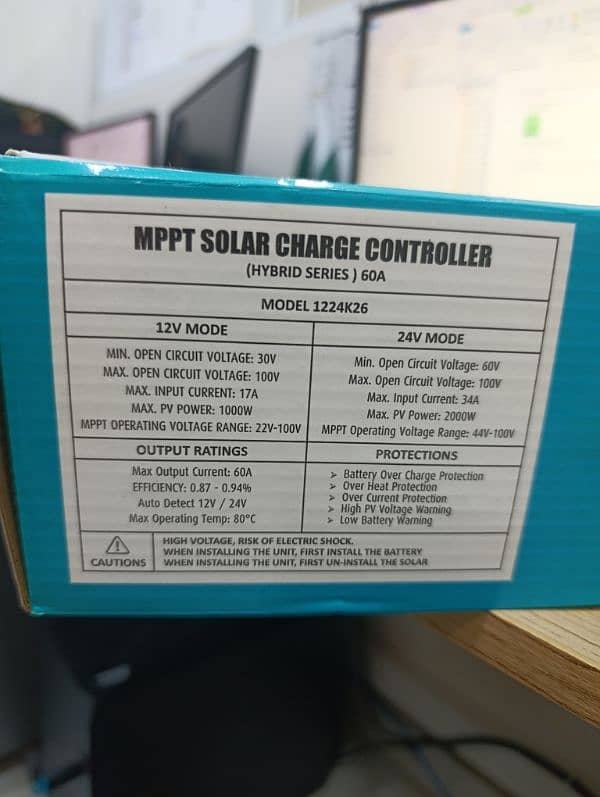 MPPT SOLAR CHARGE CONTROLLER
(HYBRID SERIES ) 60A
MODEL 1224K26
12V MODE
MIN. OPEN CIRCUIT VOLTAGE: 30V
MAX. OPEN CIRCUIT VOLTAGE: 100V
MAX. INPUT CURRENT: 17A
MAX. PV POWER: 1000W
MPPT OPERATING VOLTAGE RANGE: 22V-100V
24V MODE
Min. Open Circuit Voltage: 60V
Max. Open Circuit Voltage: 100V
Max. Input Current: 34A
Max. PV Power: 2000W
MPPT Operating Voltage Range: 44V-100V
OUTPUT RATINGS
Max Output Current: 60A
EFFICIENCY: 0.87 - 0.94%
Auto Detect 12V / 24V
Max Operating Temp: 80°C
PROTECTIONS
➢ Battery Over Charge Protection
➢ Over Heat Protection
➢ Over Current Protection
➢ High PV Voltage Warning
➢ Low Battery Warning
CAUTIONS
HIGH VOLTAGE, RISK OF ELECTRIC SHOCK.
WHEN INSTALLING THE UNIT, FIRST INSTALL THE BATTERY
WHEN INSTALLING THE UNIT, FIRST UN-INSTALL THE SOLAR